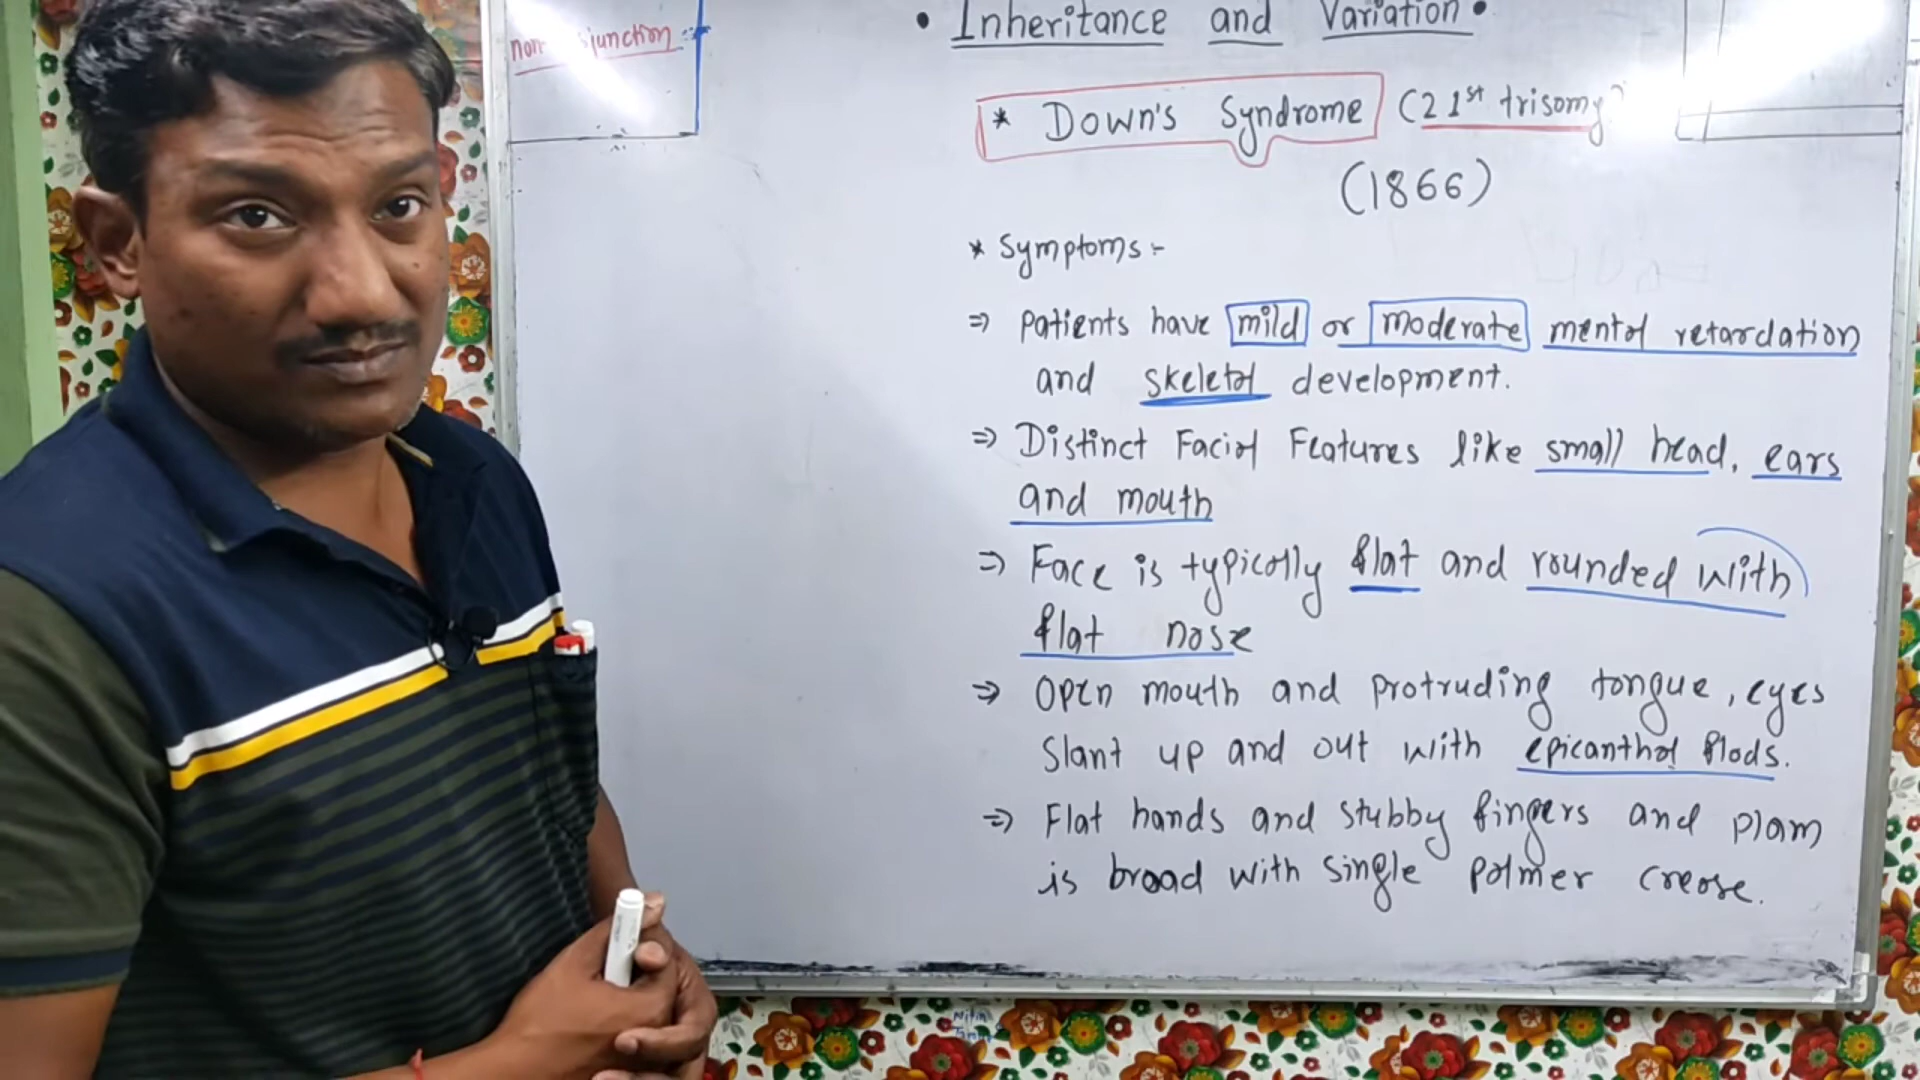 • Inheritance and Variation •
non junction
* Down's Syndrome (21st trisomy)
(1866)
* Symptoms :-
⇒ Patients have mild or moderate mental retardation
and skeletal development.
⇒ Distinct Facial Features like small head, ears
and mouth
⇒ Face is typically flat and rounded with
flat nose
⇒ Open mouth and protruding tongue, eyes
Slant up and out with epicanthal flods.
⇒ Flat hands and stubby fingers and plam
is broad with single palmer crease.
Nitin